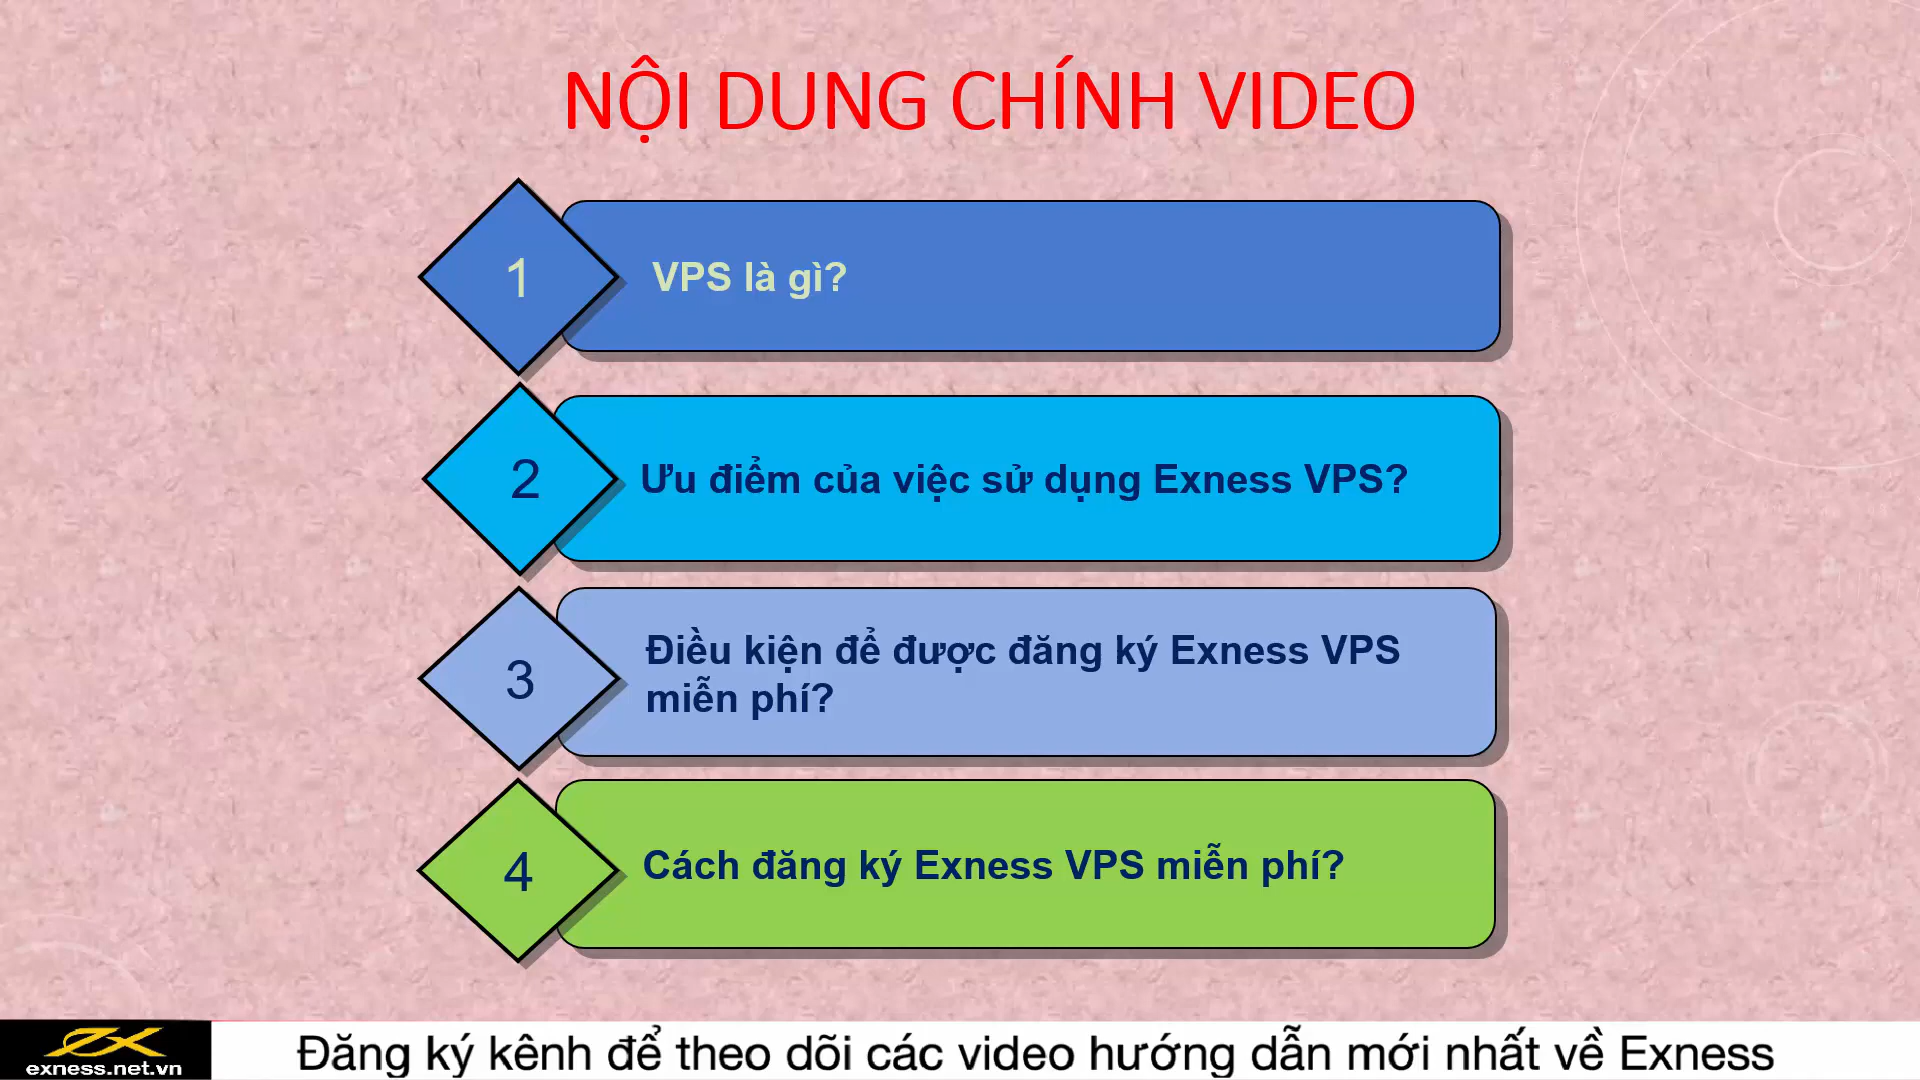 NỘI DUNG CHÍNH VIDEO
1
VPS là gì?
2
Ưu điểm của việc sử dụng Exness VPS?
3
Điều kiện để được đăng ký Exness VPS
miễn phí?
4
Cách đăng ký Exness VPS miễn phí?
ex
exness.net.vn
Đăng ký kênh để theo dõi các video hướng dẫn mới nhất về Exness